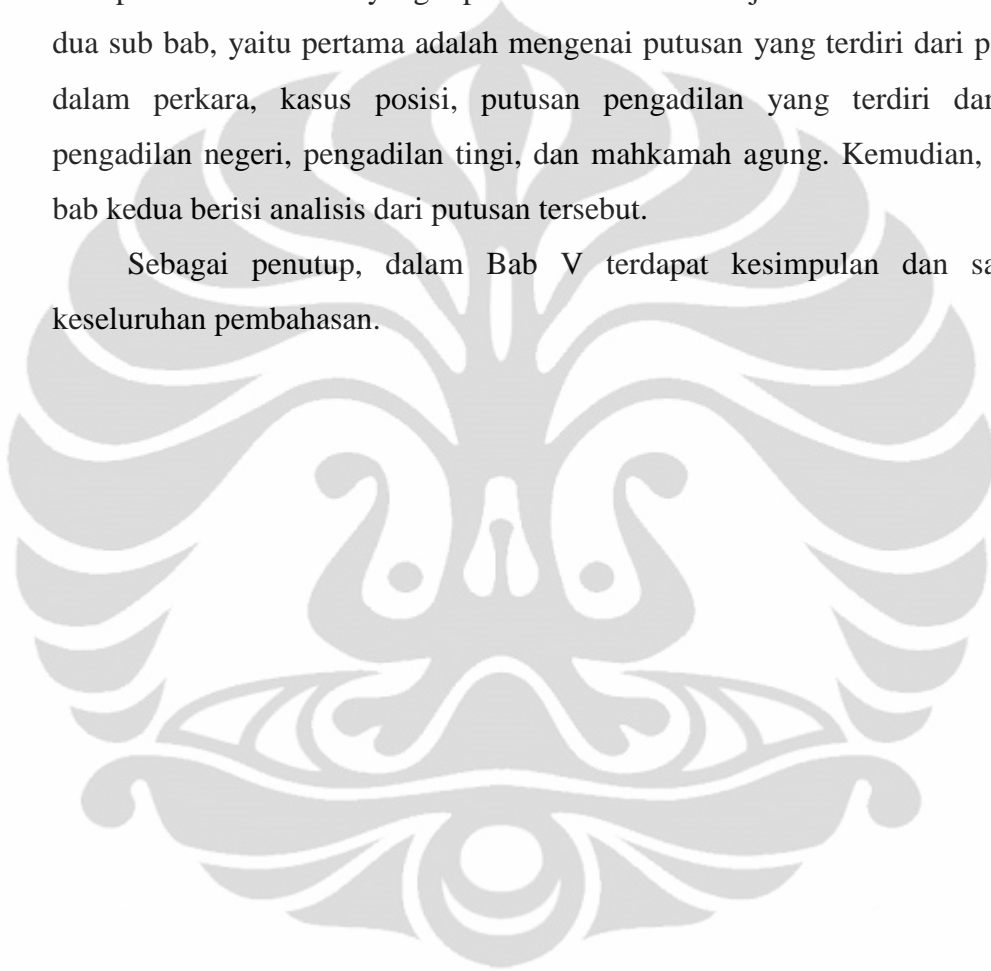 dua sub bab, yaitu pertama adalah mengenai putusan yang terdiri dari
dalam perkara, kasus posisi, putusan pengadilan yang terdiri
pengadilan negeri, pengadilan tingi, dan mahkamah agung. Kemudian,
bab kedua berisi analisis dari putusan tersebut.
Sebagai penutup, dalam Bab V terdapat kesimpulan dan
keseluruhan pembahasan.